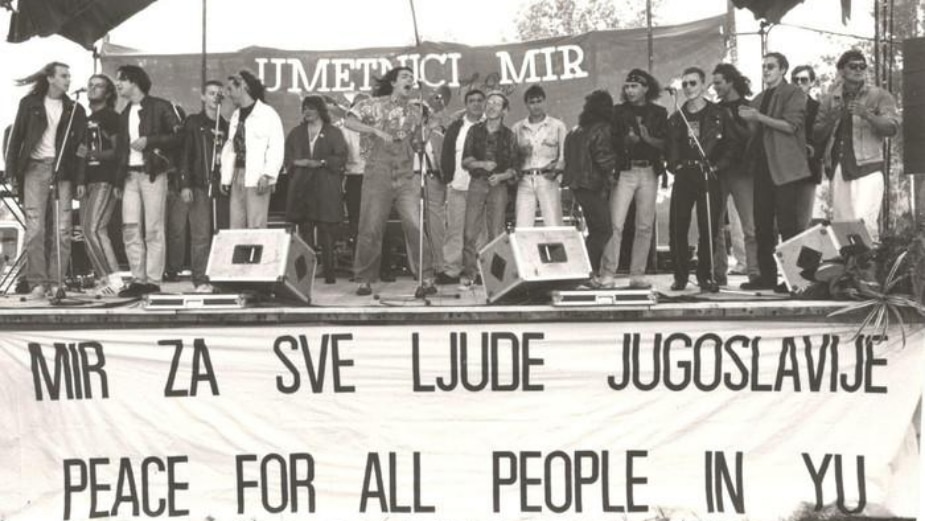 UMETNICI MIR
MIR ZA SVE LJUDE JUGOSLAVIJE
PEACE FOR ALL PEOPLE IN YU